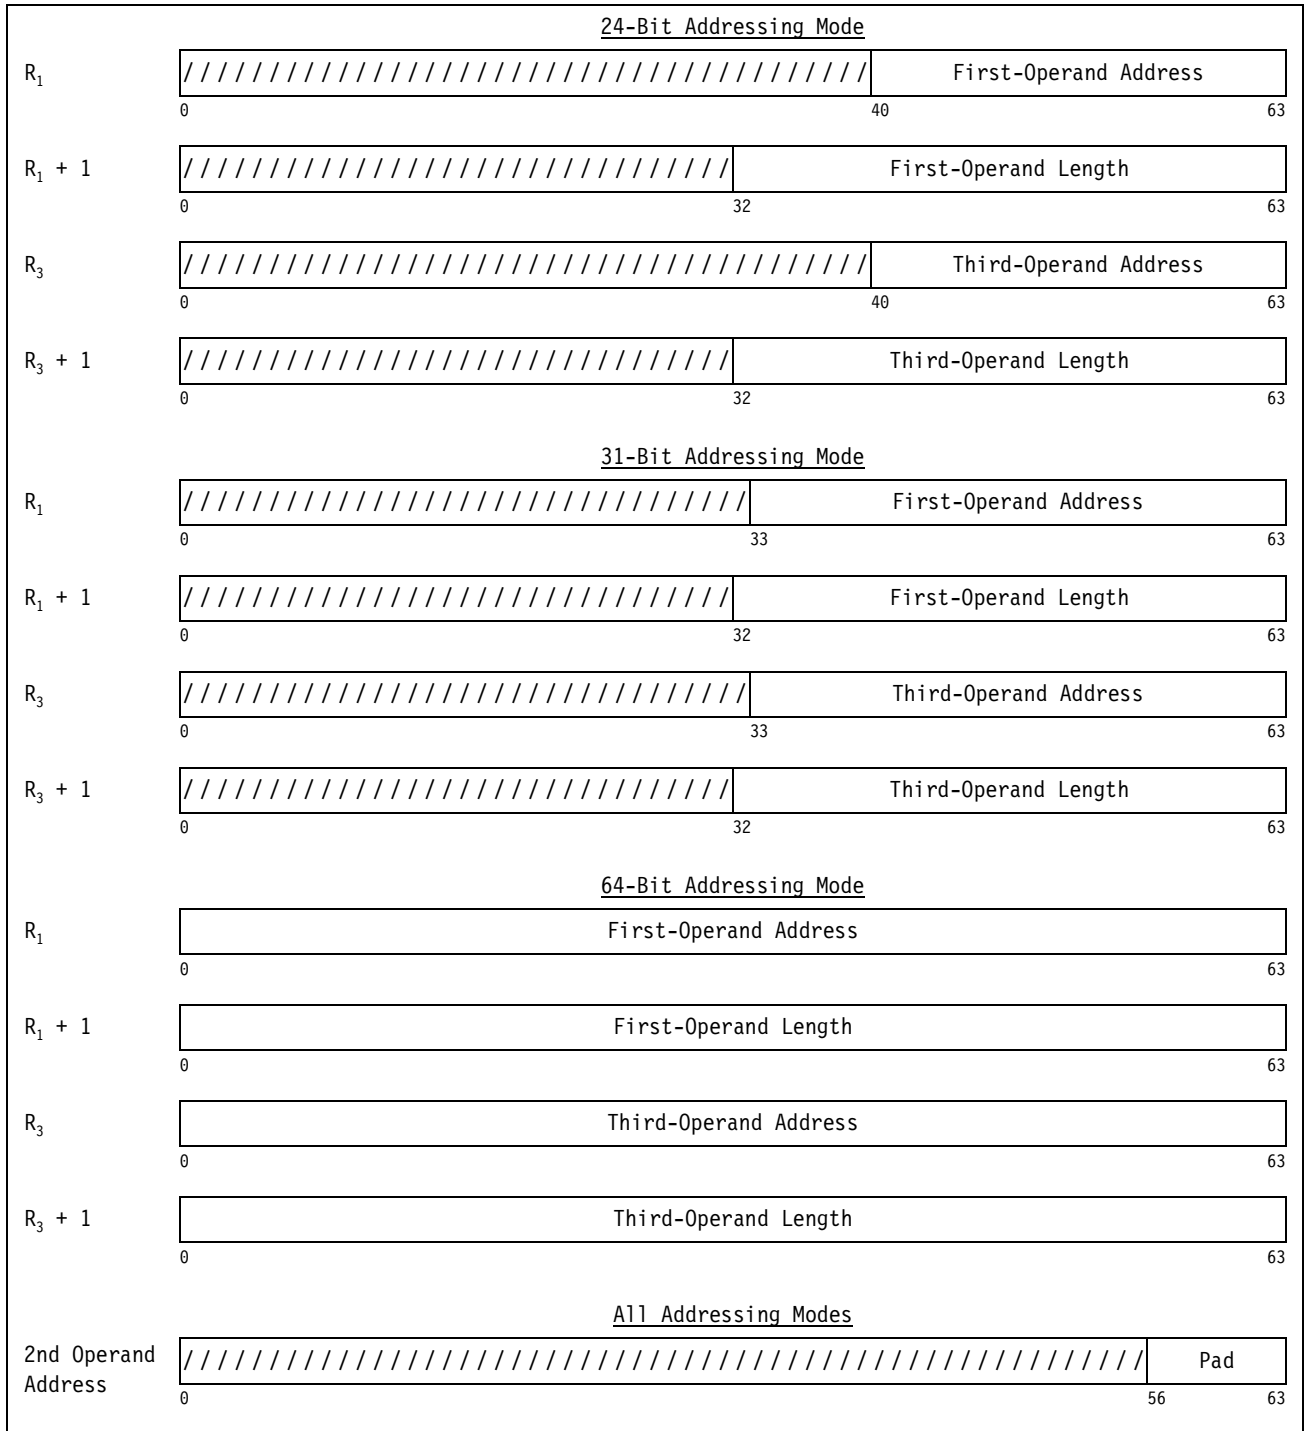 24-Bit Addressing Mode
R₁ //////////////////////////////////////// First-Operand Address
0 40 63
R₁ + 1 //////////////////////////////// First-Operand Length
0 32 63
R₃ //////////////////////////////////////// Third-Operand Address
0 40 63
R₃ + 1 //////////////////////////////// Third-Operand Length
0 32 63
31-Bit Addressing Mode
R₁ ///////////////////////////////// First-Operand Address
0 33 63
R₁ + 1 //////////////////////////////// First-Operand Length
0 32 63
R₃ ///////////////////////////////// Third-Operand Address
0 33 63
R₃ + 1 //////////////////////////////// Third-Operand Length
0 32 63
64-Bit Addressing Mode
R₁ First-Operand Address
0 63
R₁ + 1 First-Operand Length
0 63
R₃ Third-Operand Address
0 63
R₃ + 1 Third-Operand Length
0 63
All Addressing Modes
2nd Operand //////////////////////////////////////////////////////// Pad
Address
0 56 63